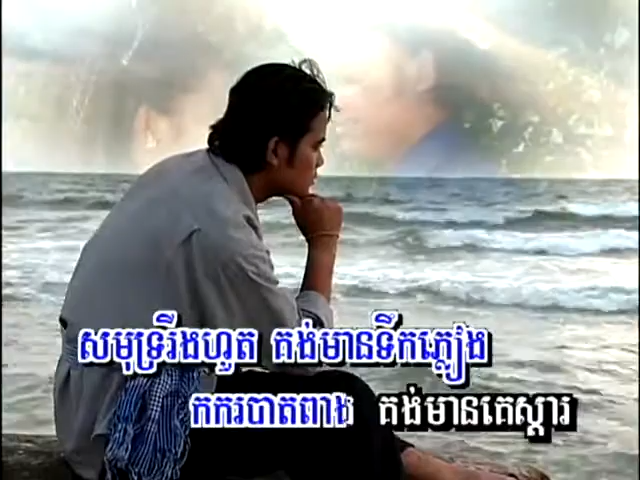 សមុទ្ររីងហួត គង់មានទឹកភ្លៀង
កករបាតពាង គង់មានគេស្ដារ